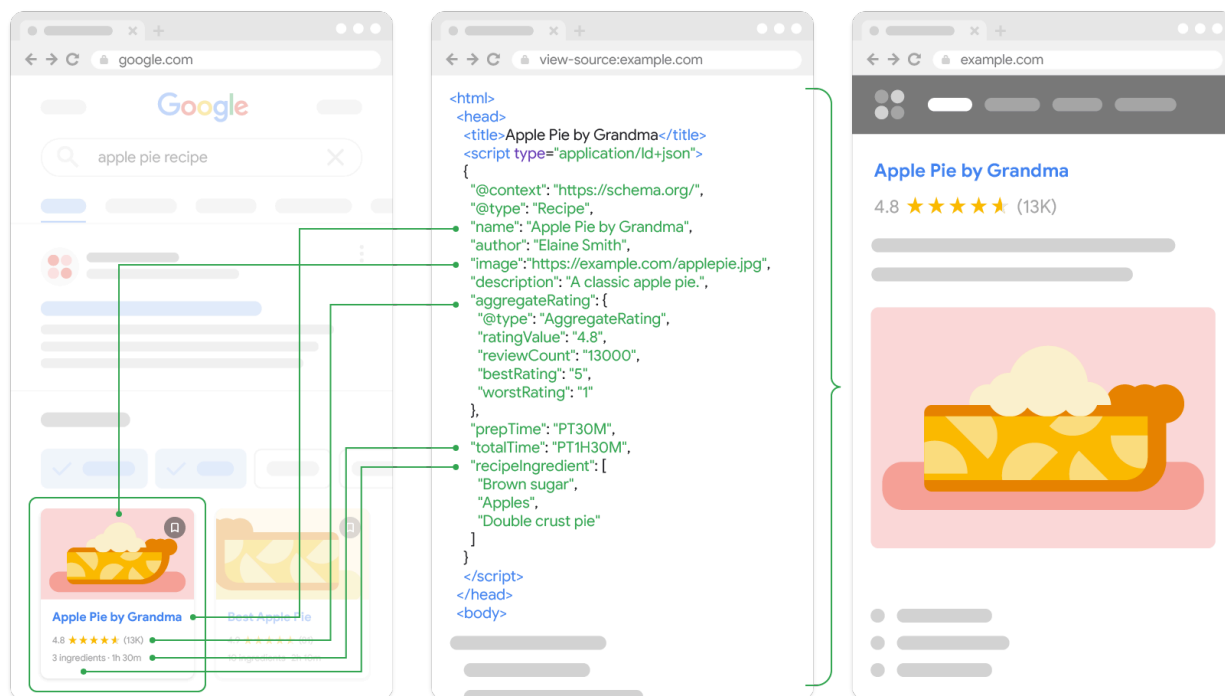 google.com
Google
apple pie recipe
Apple Pie by Grandma
4.8 (13K)
3 ingredients · 1h 30m
Best Apple Pie
view-source:example.com
<html>
<head>
<title>Apple Pie by Grandma</title>
<script type="application/ld+json">
{
"@context": "https://schema.org/",
"@type": "Recipe",
"name": "Apple Pie by Grandma",
"author": "Elaine Smith",
"image":"https://example.com/applepie.jpg",
"description": "A classic apple pie.",
"aggregateRating": {
"@type": "AggregateRating",
"ratingValue": "4.8",
"reviewCount": "13000",
"bestRating": "5",
"worstRating": "1"
},
"prepTime": "PT30M",
"totalTime": "PT1H30M",
"recipeIngredient": [
"Brown sugar",
"Apples",
"Double crust pie"
]
}
</script>
</head>
<body>
example.com
Apple Pie by Grandma
4.8 (13K)